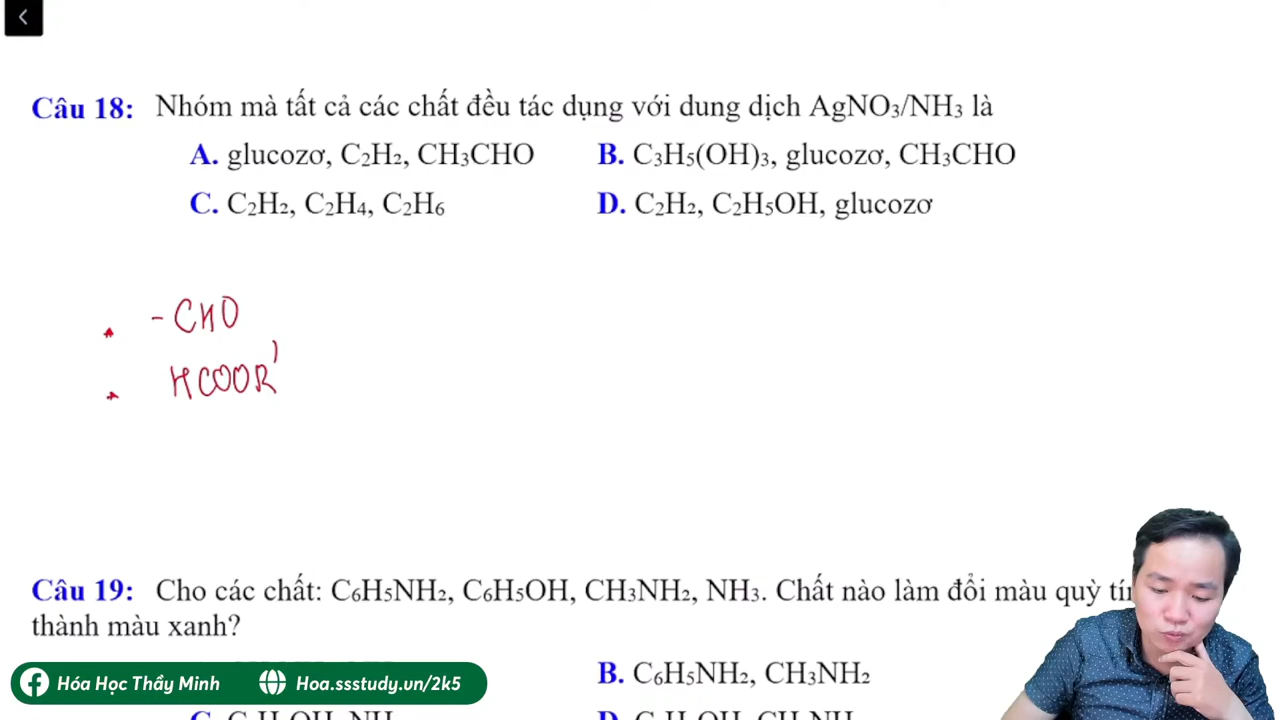 Câu 18: Nhóm mà tất cả các chất đều tác dụng với dung dịch AgNO₃/NH₃ là
A. glucozơ, C₂H₂, CH₃CHO B. C₃H₅(OH)₃, glucozơ, CH₃CHO
C. C₂H₂, C₂H₄, C₂H₆ D. C₂H₂, C₂H₅OH, glucozơ
-CHO
HCOOR'
Câu 19: Cho các chất: C₆H₅NH₂, C₆H₅OH, CH₃NH₂, NH₃. Chất nào làm đổi màu quỳ
thành màu xanh?
B. C₆H₅NH₂, CH₃NH₂
Hóa Học Thầy Minh Hoa.ssstudy.vn/2k5